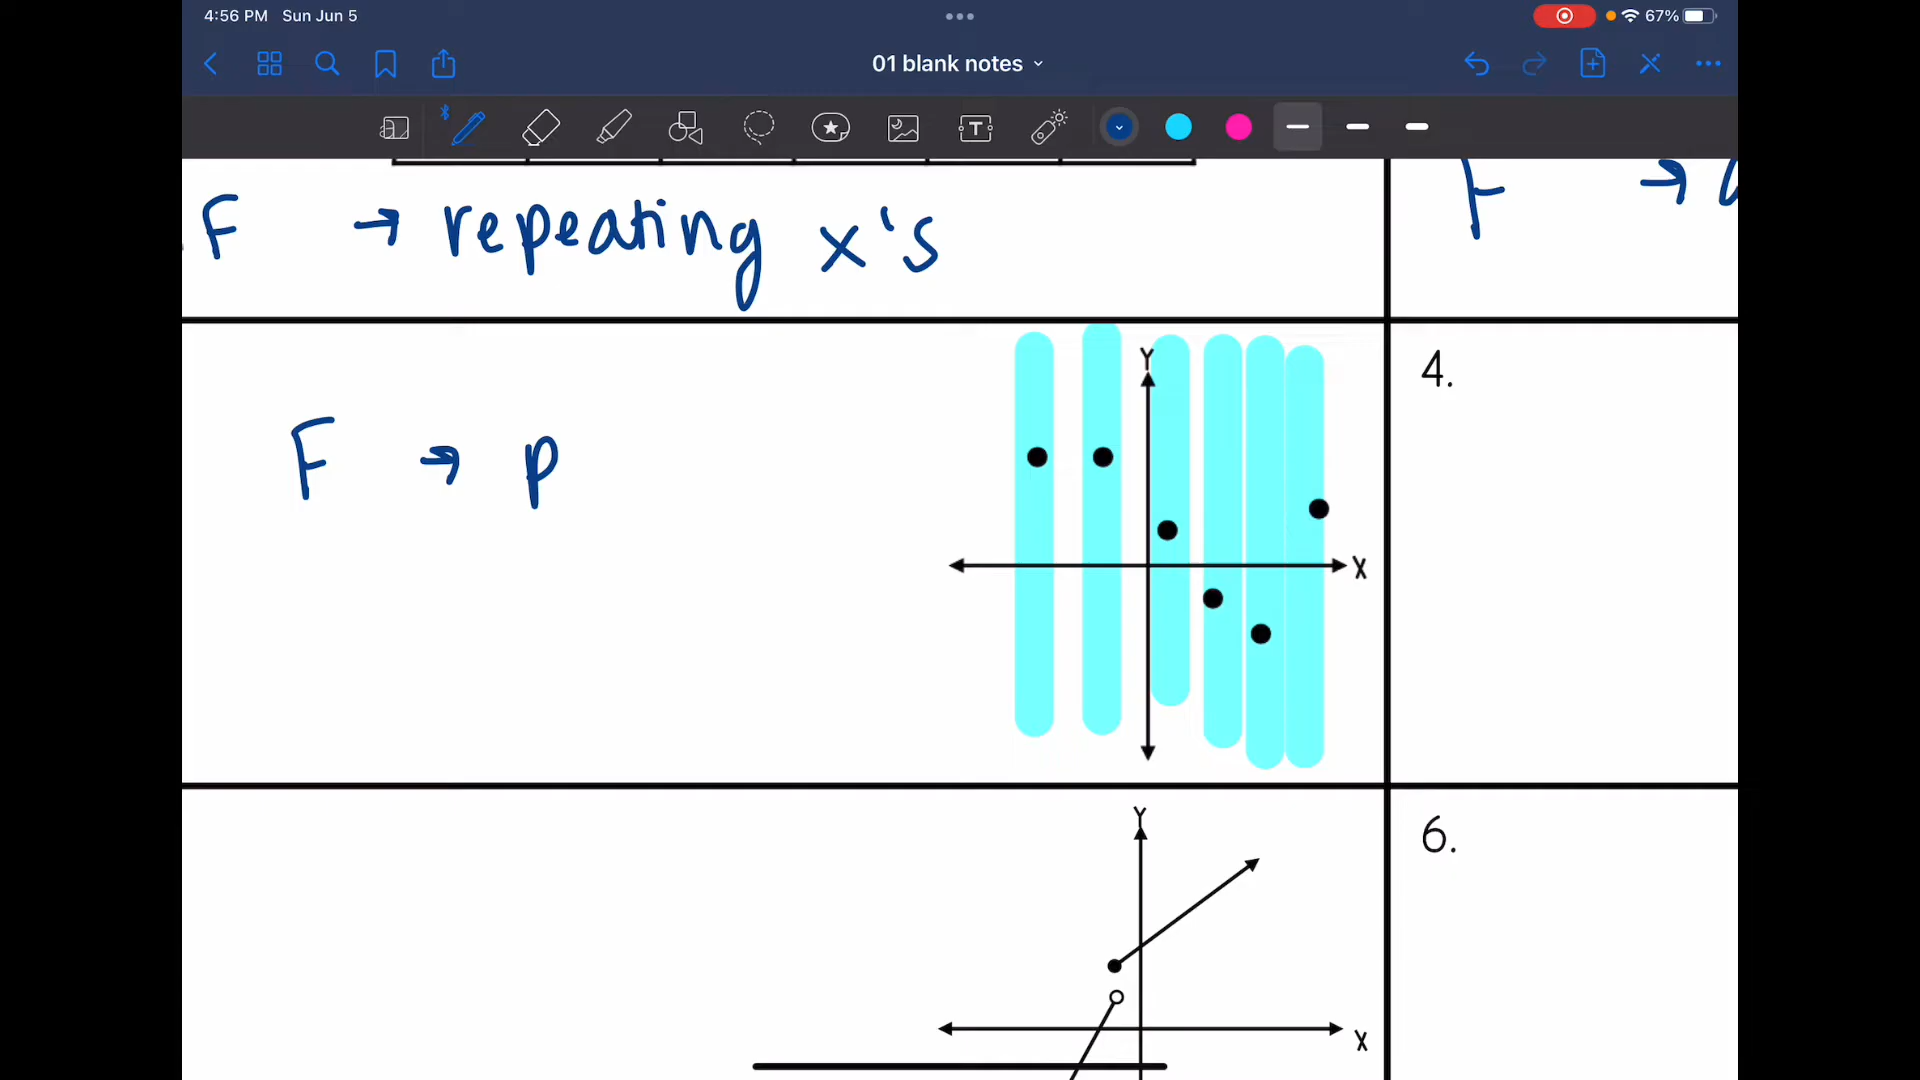 4:56 PM Sun Jun 5
67%
01 blank notes
F → repeating x's
F →
F → p
Y
X
4.
Y
X
6.